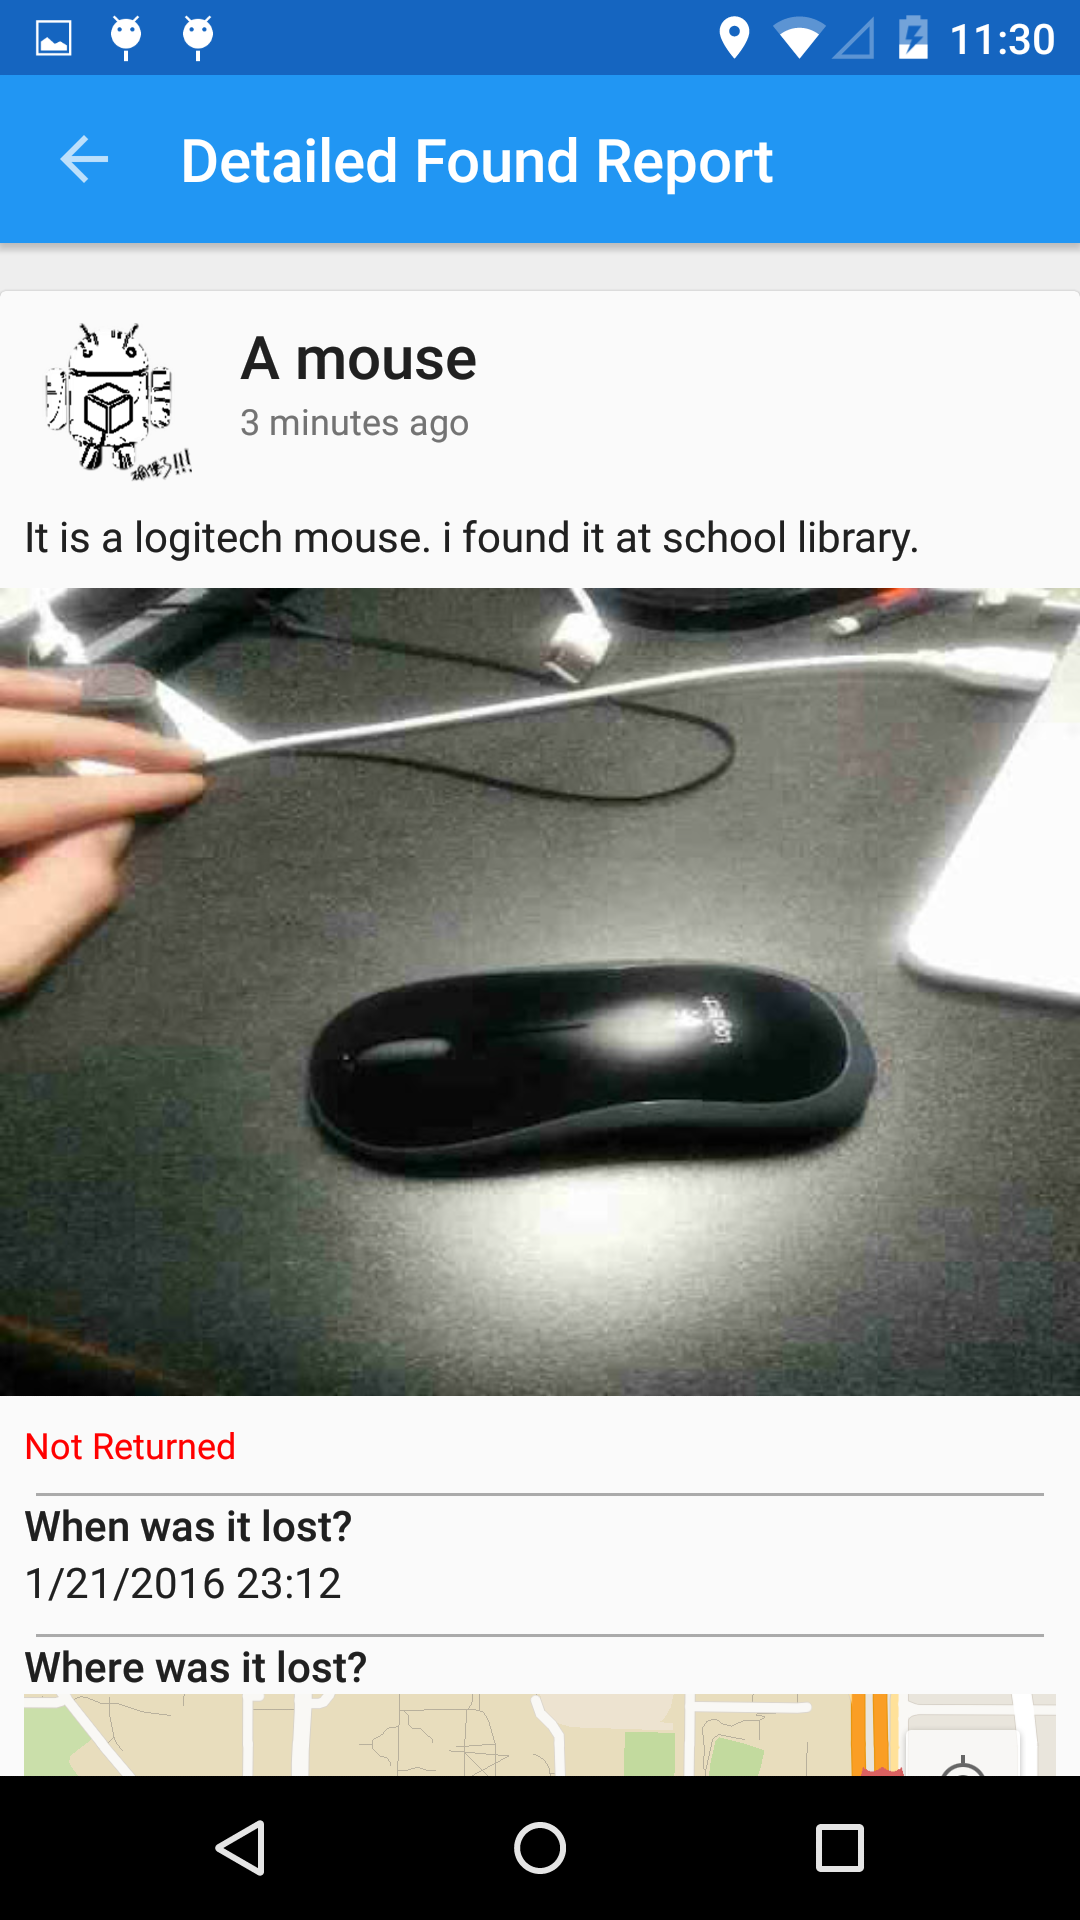 11:30
Detailed Found Report
A mouse
3 minutes ago
It is a logitech mouse. i found it at school library.
Logitech
Not Returned
When was it lost?
1/21/2016 23:12
Where was it lost?